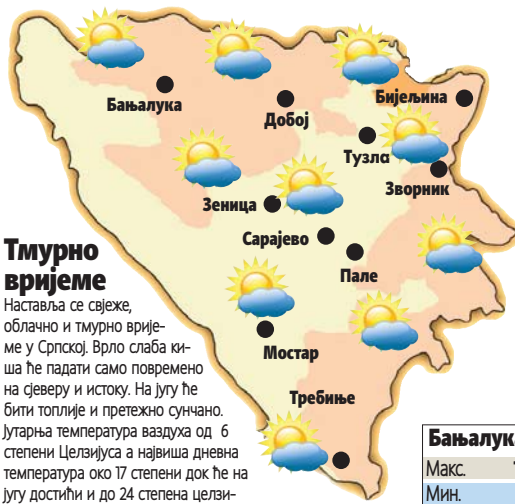 Бањалука
Добој
Бијељина
Тузла
Зворник
Зеница
Сарајево
Пале
Мостар
Требиње
Тмурно
вријеме
Наставља се свјеже,
облачно и тмурно врије-
ме у Српској. Врло слаба ки-
ша ће падати само повремено
на сјеверу и истоку. На југу ће
бити топлије и претежно сунчано.
Јутарња температура ваздуха од 6
степени Целзијуса а највиша дневна
температура око 17 степени док ће на
југу достићи и до 24 степена целзи-
Бањалука
Макс.
Мин.